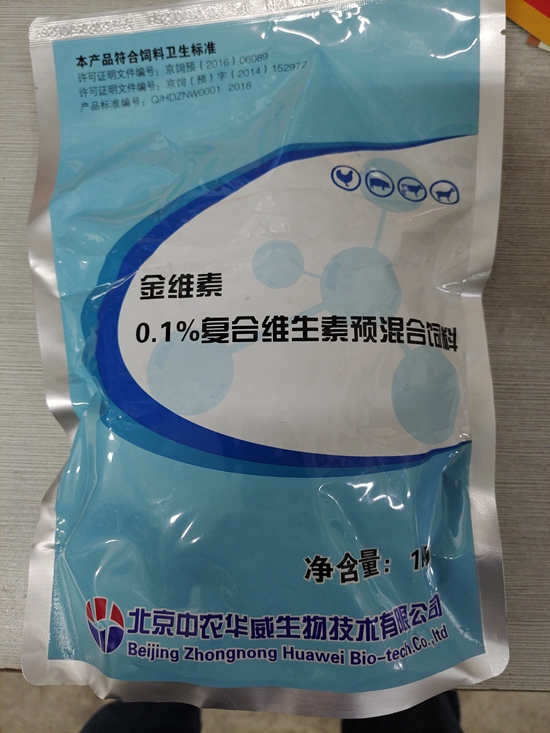 本产品符合饲料卫生标准
许可证明文件编号：京饲预（2016）06089
许可证明文件编号：京饲（预）字（2014）152972
产品标准编号：Q/HDZNW0001 2018
金维素
0.1%复合维生素预混合饲料
净含量：
北京中农华威生物技术有限公司
Beijing Zhongnong Huawei Bio-tech.Co.,ltd